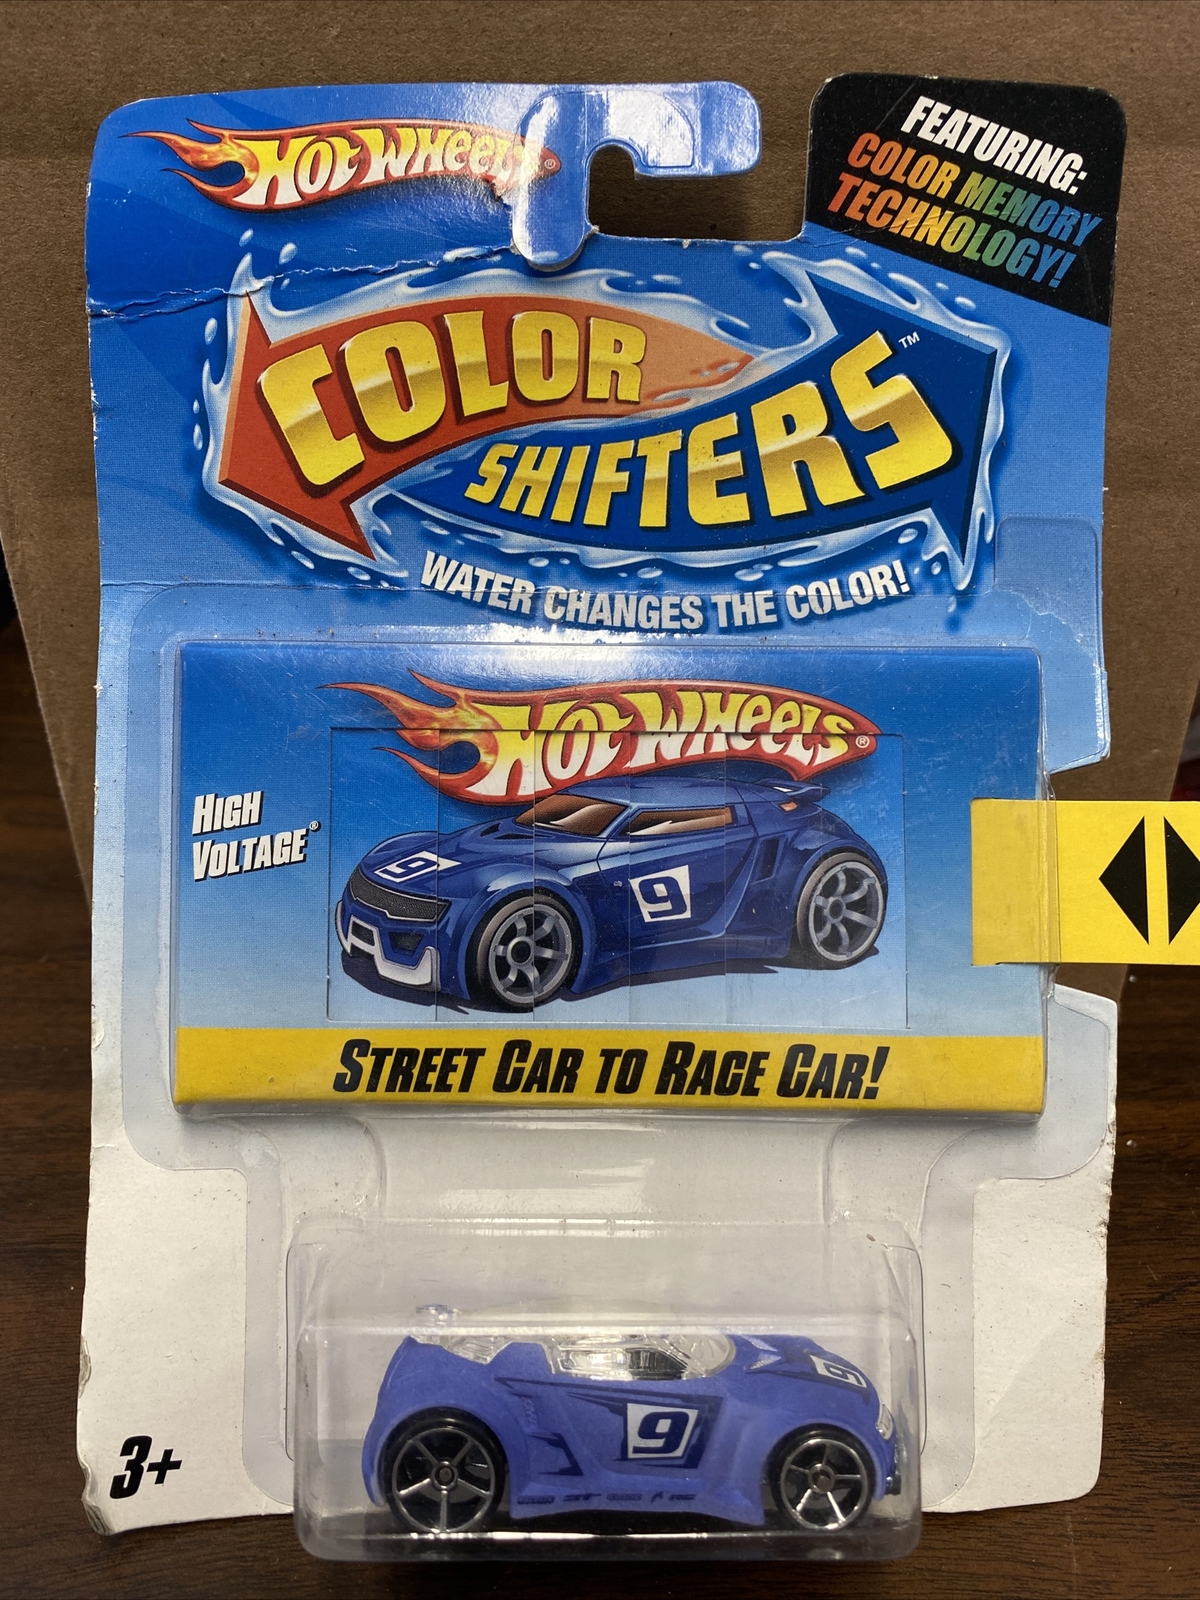 HOT WHEELS®
FEATURING:
COLOR MEMORY
TECHNOLOGY!
COLOR
SHIFTERS™
WATER CHANGES THE COLOR!
HOT WHEELS®
HIGH
VOLTAGE®
9
9
STREET CAR TO RACE CAR!
9
9
3+